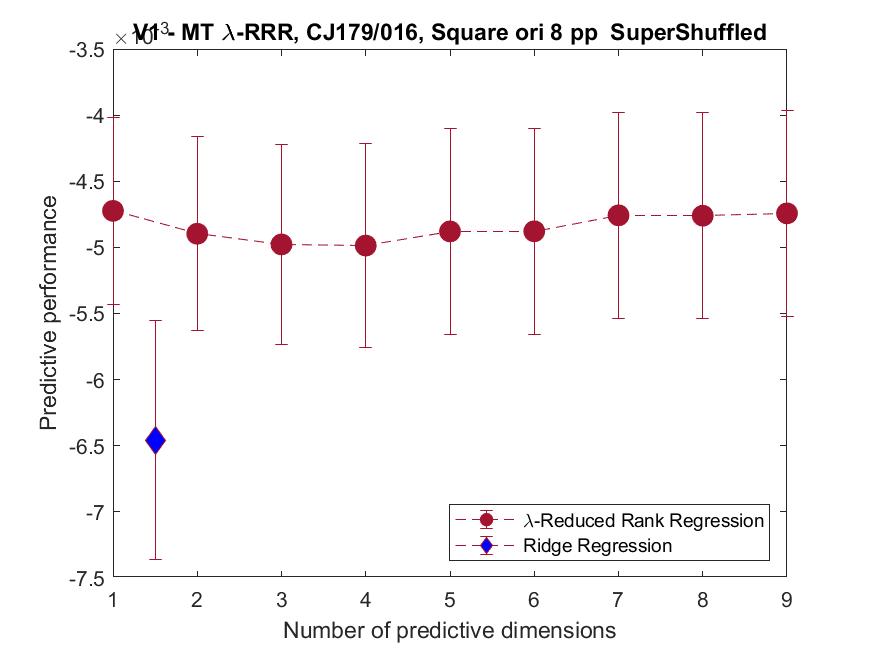 V1 - MT λ-RRR, CJ179/016, Square ori 8 pp SuperShuffled
-3.5
-4
-4.5
-5
-5.5
-6
-6.5
-7
-7.5
Predictive performance
λ-Reduced Rank Regression
Ridge Regression
1 2 3 4 5 6 7 8 9
Number of predictive dimensions